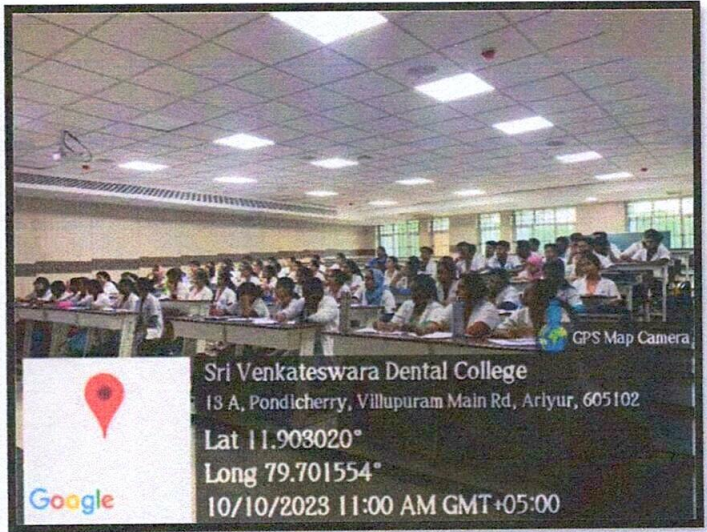 GPS Map Camera
Sri Venkateswara Dental College
13 A, Pondicherry, Villupuram Main Rd, Ariyur, 605102
Lat 11.903020°
Long 79.701554°
10/10/2023 11:00 AM GMT+05:00
Google